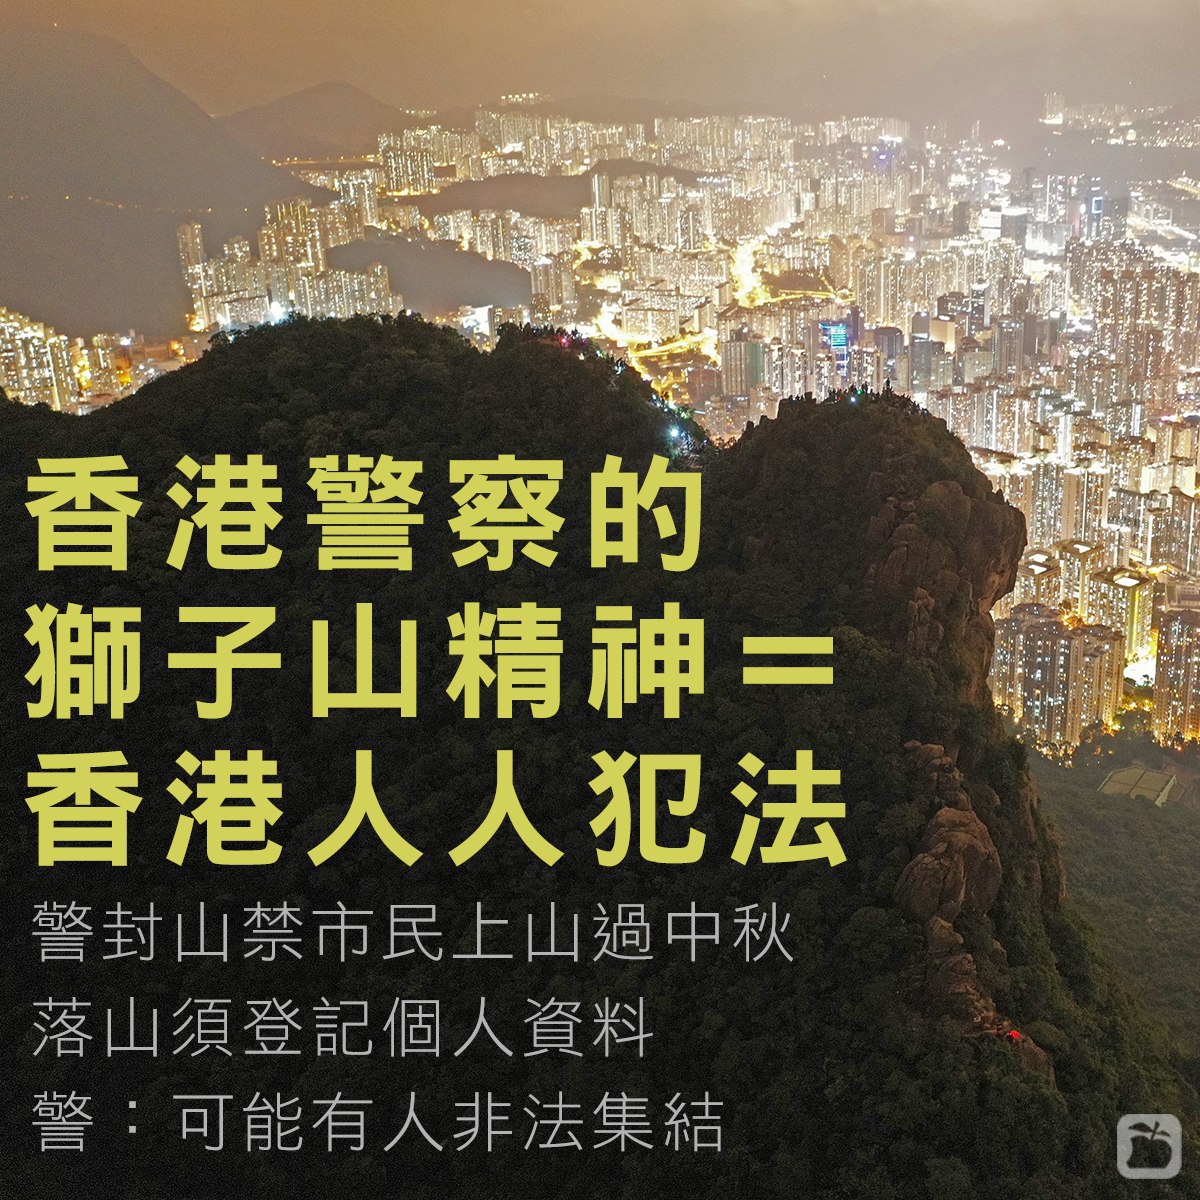 香港警察的
獅子山精神＝
香港人人犯法
警封山禁市民上山過中秋
落山須登記個人資料
警：可能有人非法集結